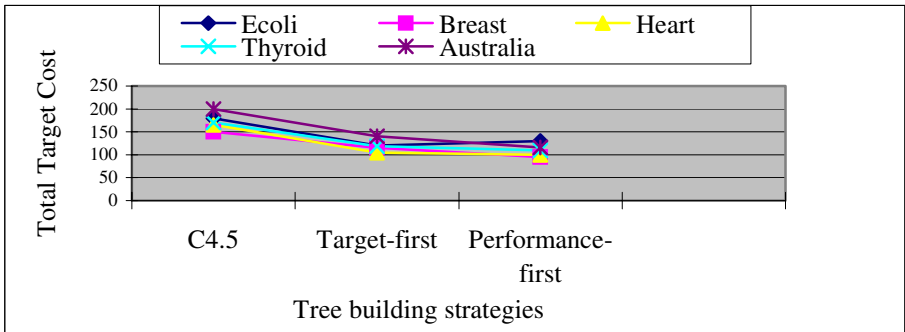 Ecoli Breast Heart
Thyroid Australia
Total Target Cost
250
200
150
100
50
0
C4.5 Target-first Performance-
first
Tree building strategies